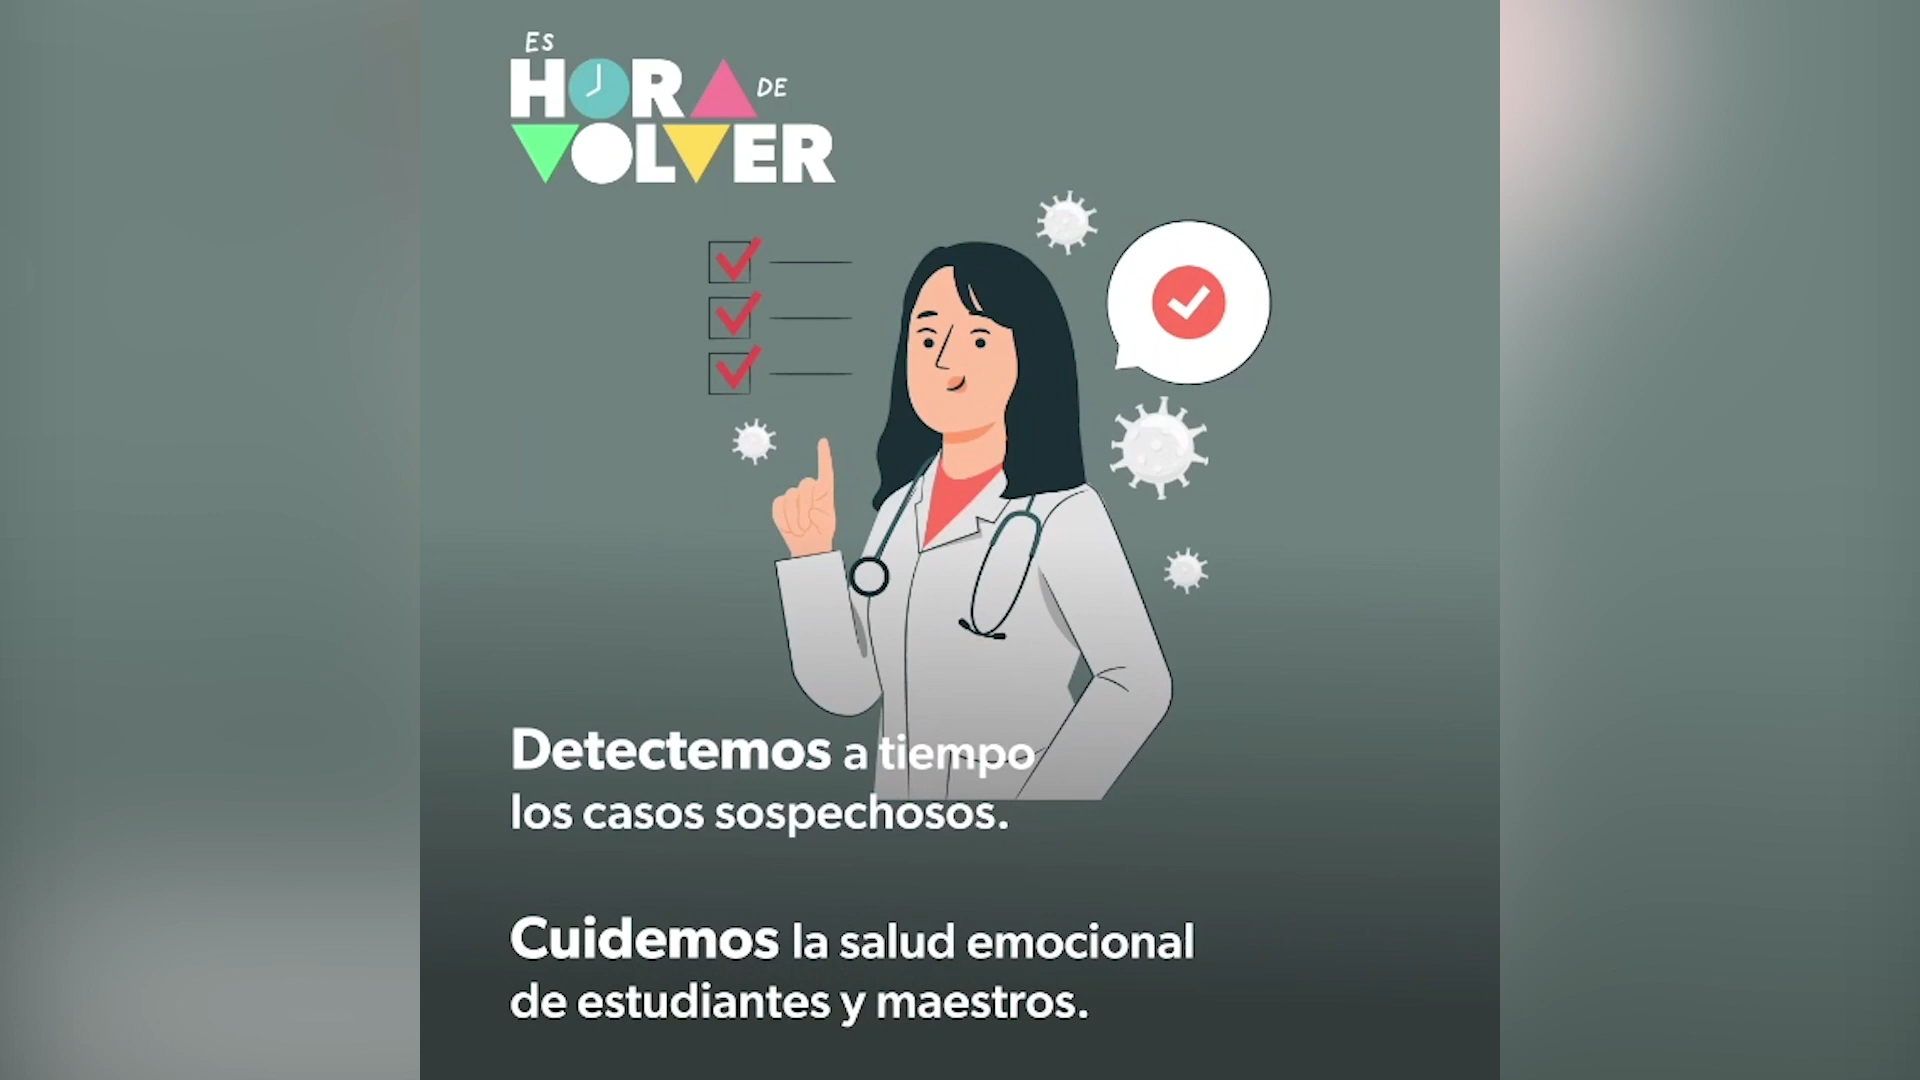 ES
HORA DE
VOLVER
Detectemos a tiempo
los casos sospechosos.
Cuidemos la salud emocional
de estudiantes y maestros.